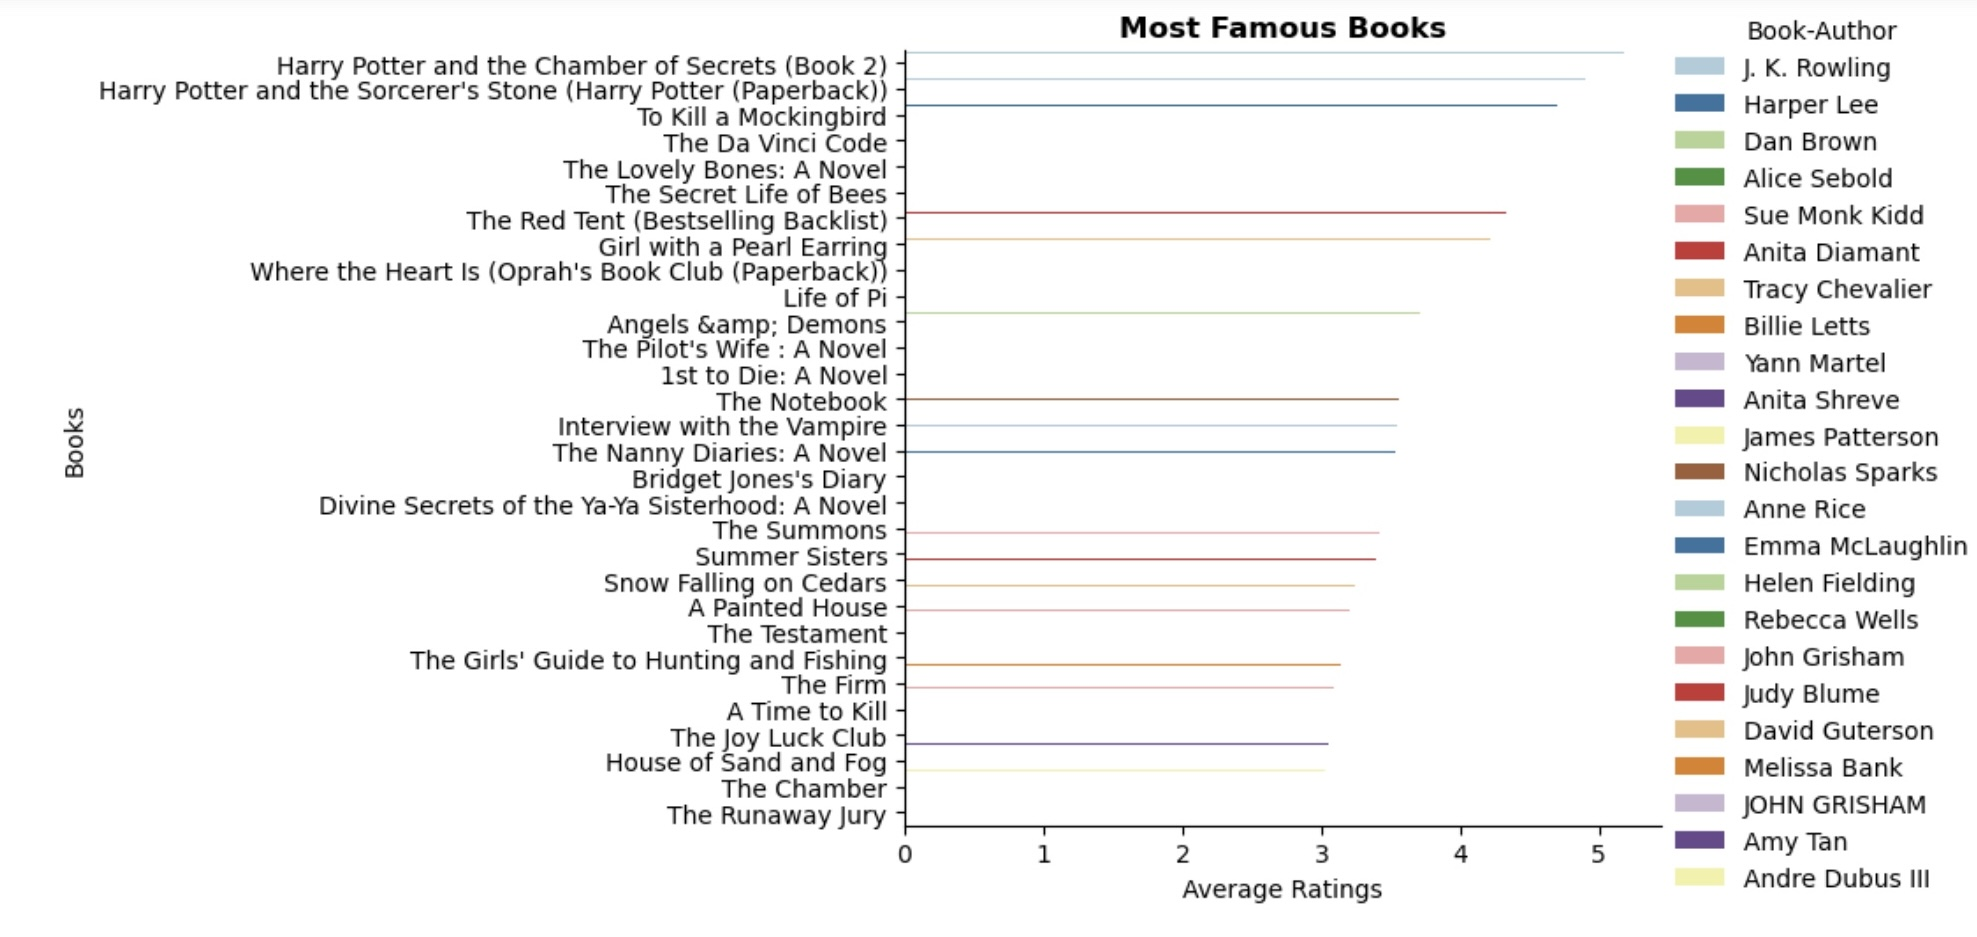 Most Famous Books
Books
Harry Potter and the Chamber of Secrets (Book 2)
Harry Potter and the Sorcerer's Stone (Harry Potter (Paperback))
To Kill a Mockingbird
The Da Vinci Code
The Lovely Bones: A Novel
The Secret Life of Bees
The Red Tent (Bestselling Backlist)
Girl with a Pearl Earring
Where the Heart Is (Oprah's Book Club (Paperback))
Life of Pi
Angels &amp; Demons
The Pilot's Wife : A Novel
1st to Die: A Novel
The Notebook
Interview with the Vampire
The Nanny Diaries: A Novel
Bridget Jones's Diary
Divine Secrets of the Ya-Ya Sisterhood: A Novel
The Summons
Summer Sisters
Snow Falling on Cedars
A Painted House
The Testament
The Girls' Guide to Hunting and Fishing
The Firm
A Time to Kill
The Joy Luck Club
House of Sand and Fog
The Chamber
The Runaway Jury
0 1 2 3 4 5
Average Ratings
Book-Author
J. K. Rowling
Harper Lee
Dan Brown
Alice Sebold
Sue Monk Kidd
Anita Diamant
Tracy Chevalier
Billie Letts
Yann Martel
Anita Shreve
James Patterson
Nicholas Sparks
Anne Rice
Emma McLaughlin
Helen Fielding
Rebecca Wells
John Grisham
Judy Blume
David Guterson
Melissa Bank
JOHN GRISHAM
Amy Tan
Andre Dubus III